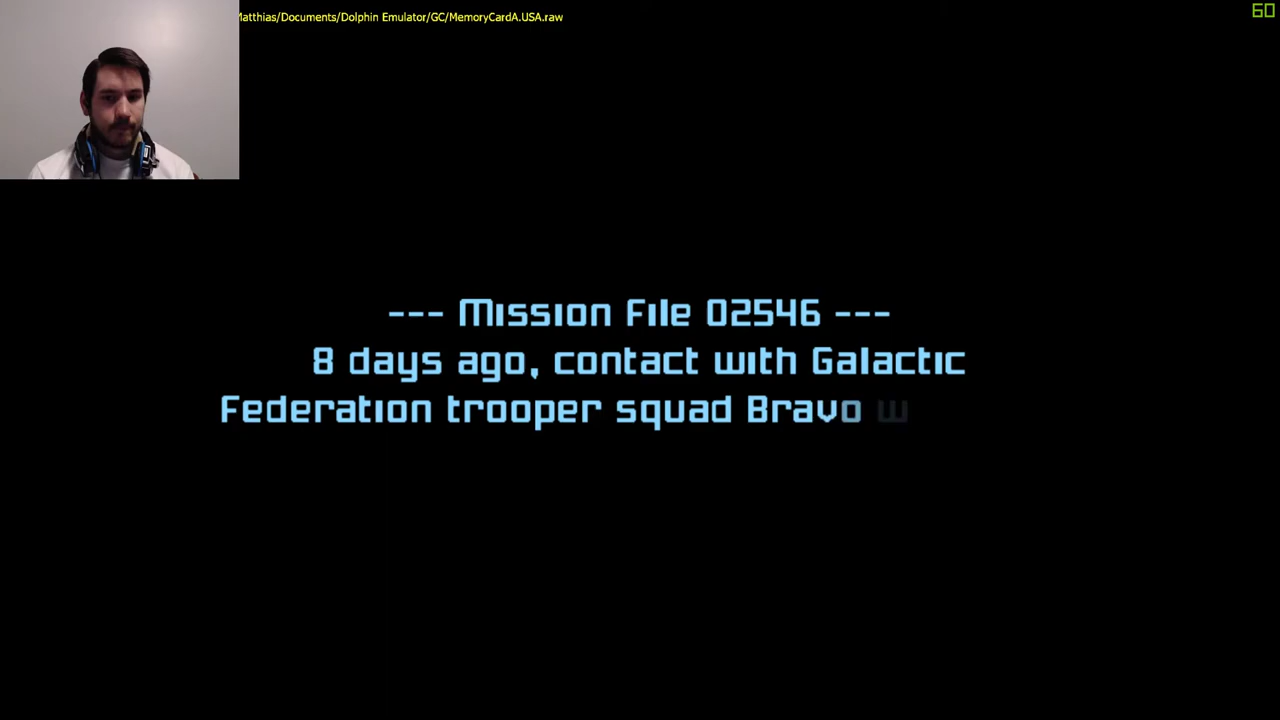 Matthias/Documents/Dolphin Emulator/GC/MemoryCardA.USA.raw
60
--- Mission File 02546 ---
8 days ago, contact with Galactic
Federation trooper squad Bravo w